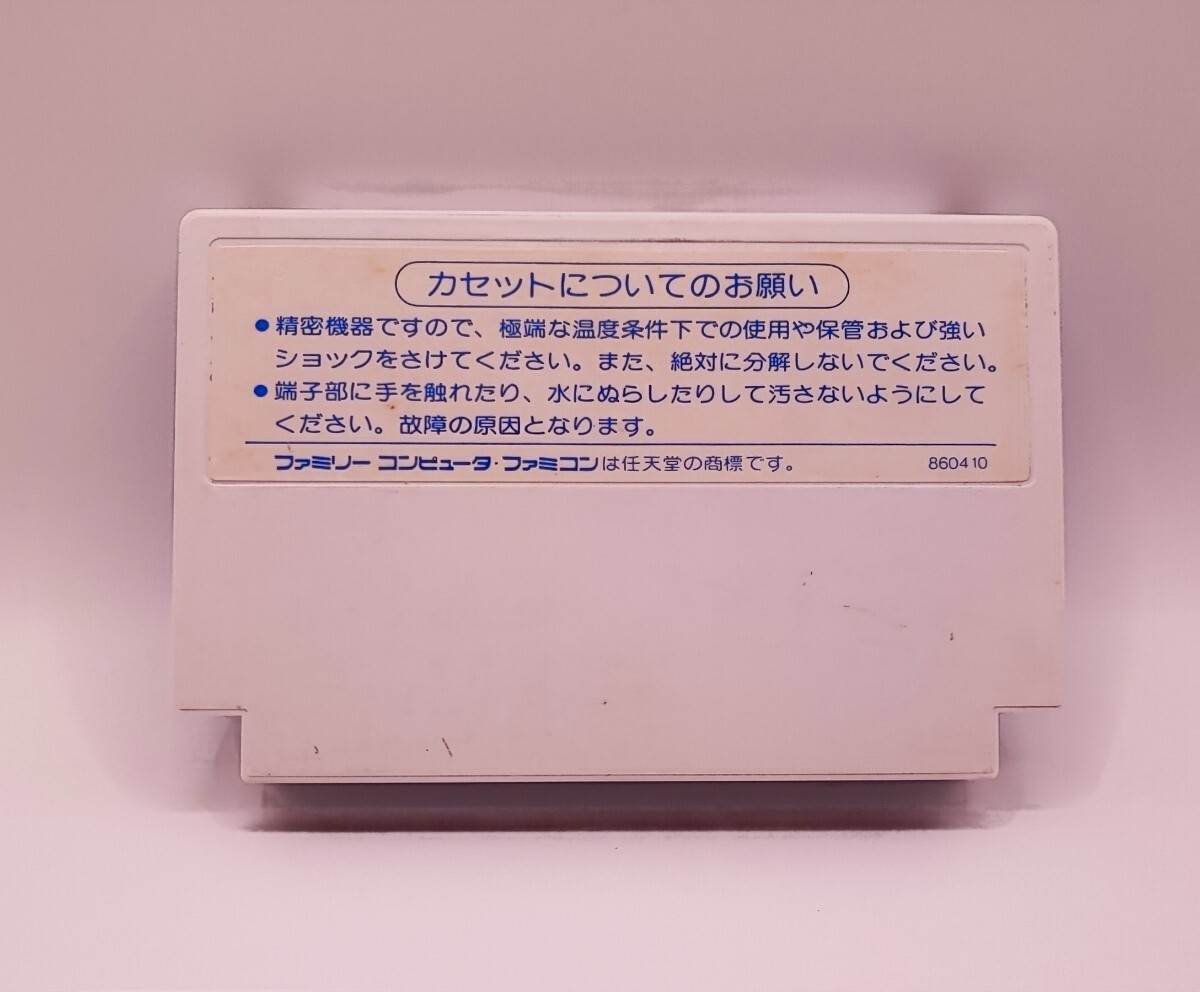 カセットについてのお願い
●精密機器ですので、極端な温度条件下での使用や保管および強い
ショックをさけてください。また、絶対に分解しないでください。
●端子部に手を触れたり、水にぬらしたりして汚さないようにして
ください。故障の原因となります。
ファミリー コンピュータ・ファミコンは任天堂の商標です。 860410